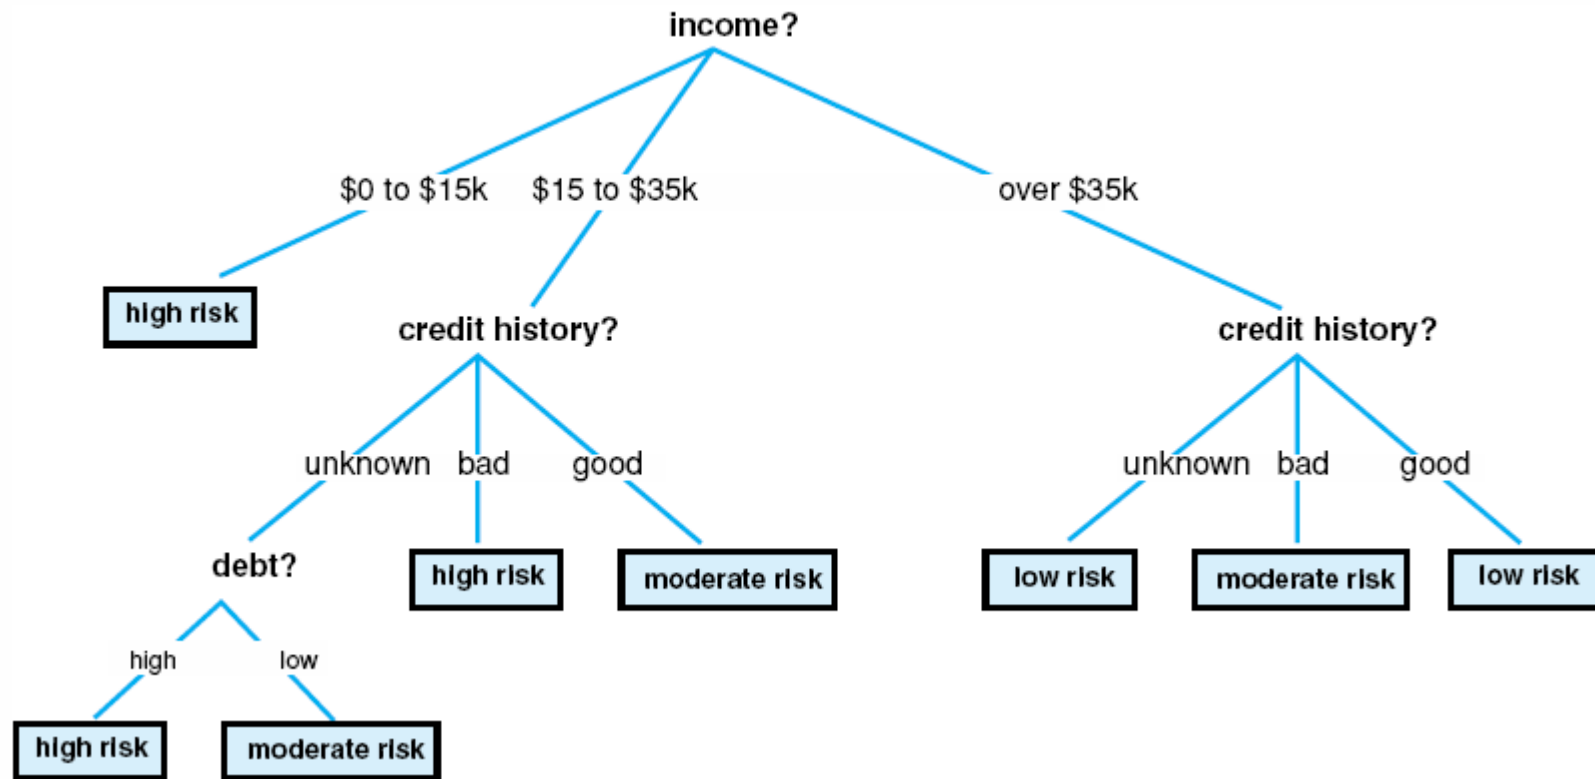 income?
$0 to $15k $15 to $35k over $35k
high risk
credit history? credit history?
unknown bad good unknown bad good
debt? high risk moderate risk low risk moderate risk low risk
high low
high risk moderate risk